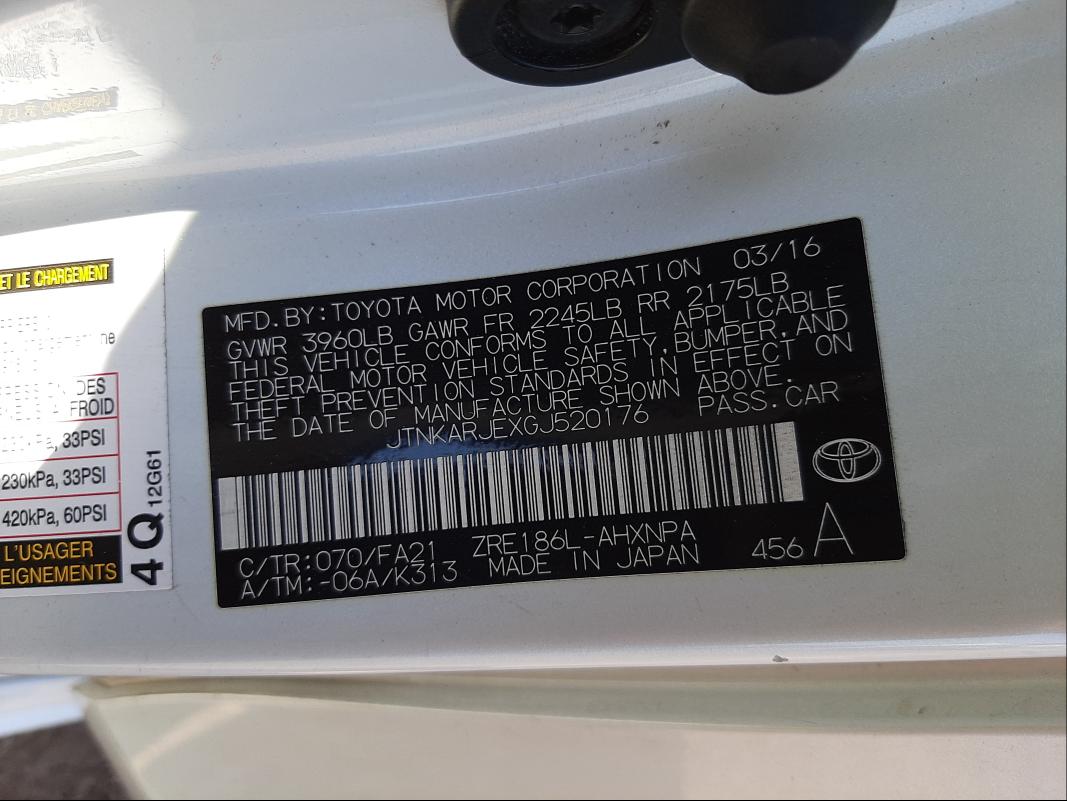 MFD.BY:TOYOTA MOTOR CORPORATION 03/16
GVWR 3960LB GAWR FR 2245LB RR 2175LB
THIS VEHICLE CONFORMS TO ALL APPLICABLE
FEDERAL MOTOR VEHICLE SAFETY,BUMPER,AND
THEFT PREVENTION STANDARDS IN EFFECT ON
THE DATE OF MANUFACTURE SHOWN ABOVE.
JTNKARJEXGJ520176 PASS.CAR
C/TR:070/FA21 ZRE186L-AHXNPA
A/TM:-06A/K313 MADE IN JAPAN 456 A
ET LE CHARGEMENT
DES
FROID
33PSI
230kPa, 33PSI
420kPa, 60PSI
L'USAGER
EIGNEMENTS
4Q 12G61